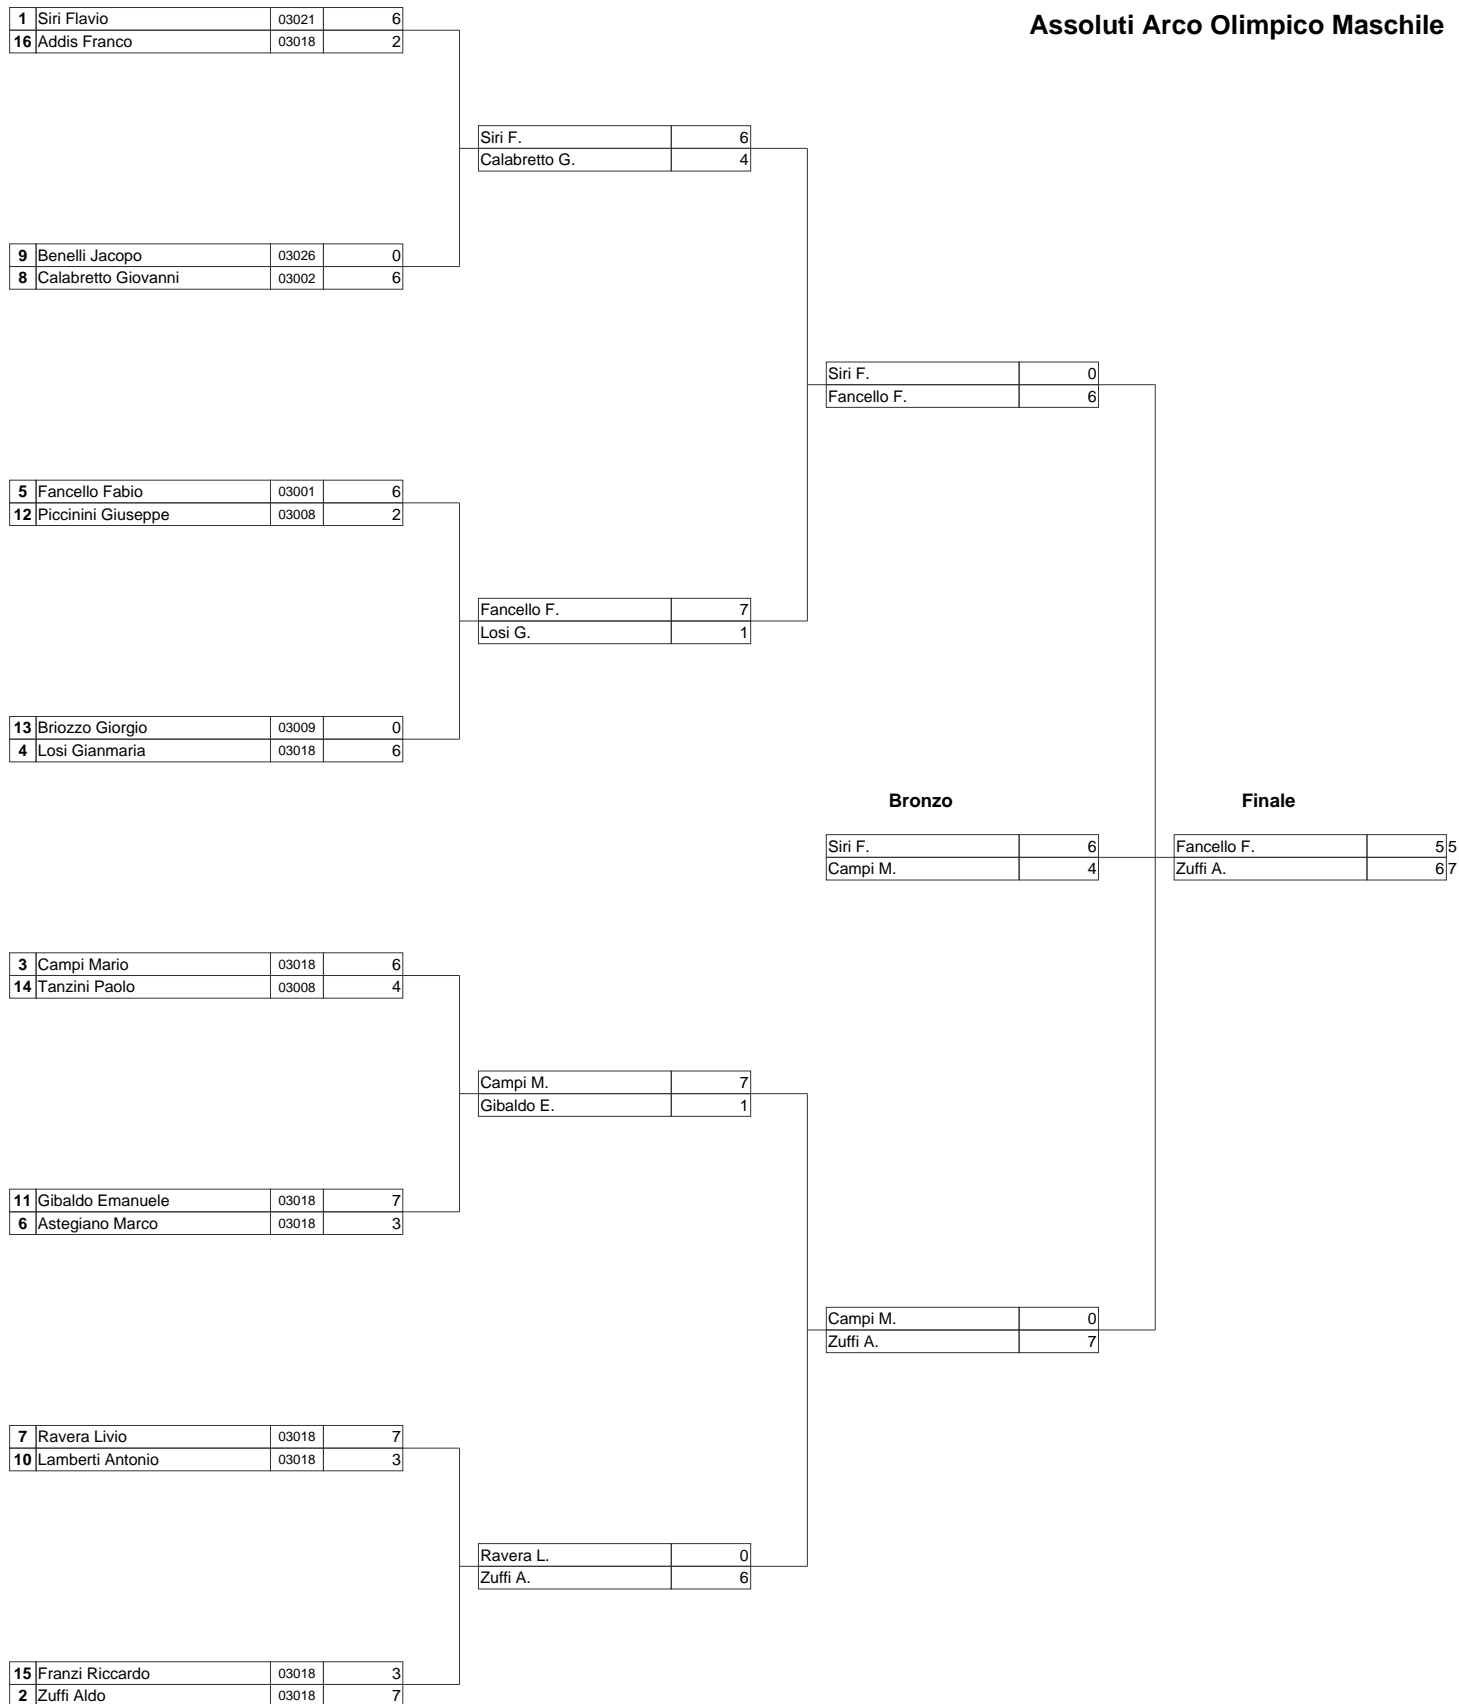 Assoluti Arco Olimpico Maschile
1 Siri Flavio 03021 6
16 Addis Franco 03018 2
Siri F. 6
Calabretto G. 4
9 Benelli Jacopo 03026 0
8 Calabretto Giovanni 03002 6
Siri F. 0
Fancello F. 6
5 Fancello Fabio 03001 6
12 Piccinini Giuseppe 03008 2
Fancello F. 7
Losi G. 1
13 Briozzo Giorgio 03009 0
4 Losi Gianmaria 03018 6
Bronzo Finale
Siri F. 6 Fancello F. 5 5
Campi M. 4 Zuffi A. 6 7
3 Campi Mario 03018 6
14 Tanzini Paolo 03008 4
Campi M. 7
Gibaldo E. 1
11 Gibaldo Emanuele 03018 7
6 Astegiano Marco 03018 3
Campi M. 0
Zuffi A. 7
7 Ravera Livio 03018 7
10 Lamberti Antonio 03018 3
Ravera L. 0
Zuffi A. 6
15 Franzi Riccardo 03018 3
2 Zuffi Aldo 03018 7